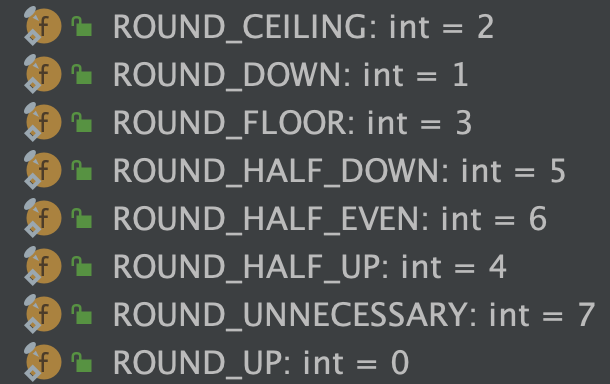 ROUND_CEILING: int = 2
ROUND_DOWN: int = 1
ROUND_FLOOR: int = 3
ROUND_HALF_DOWN: int = 5
ROUND_HALF_EVEN: int = 6
ROUND_HALF_UP: int = 4
ROUND_UNNECESSARY: int = 7
ROUND_UP: int = 0